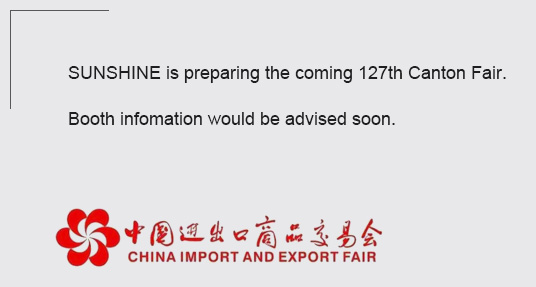 SUNSHINE is preparing the coming 127th Canton Fair.
Booth infomation would be advised soon.
中国进出口商品交易会
CHINA IMPORT AND EXPORT FAIR